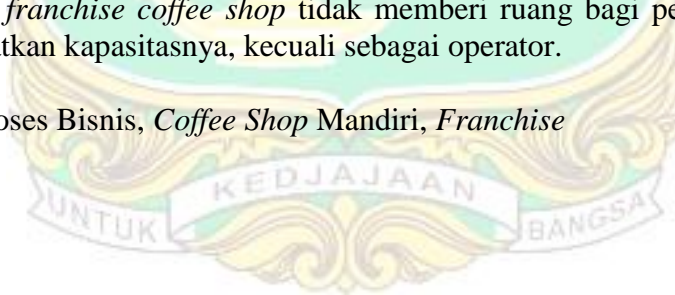 franchise coffee shop tidak memberi ruang bagi pe
tkan kapasitasnya, kecuali sebagai operator.
oses Bisnis, Coffee Shop Mandiri, Franchise
UNTUK KEDJAJAAN BANGSA